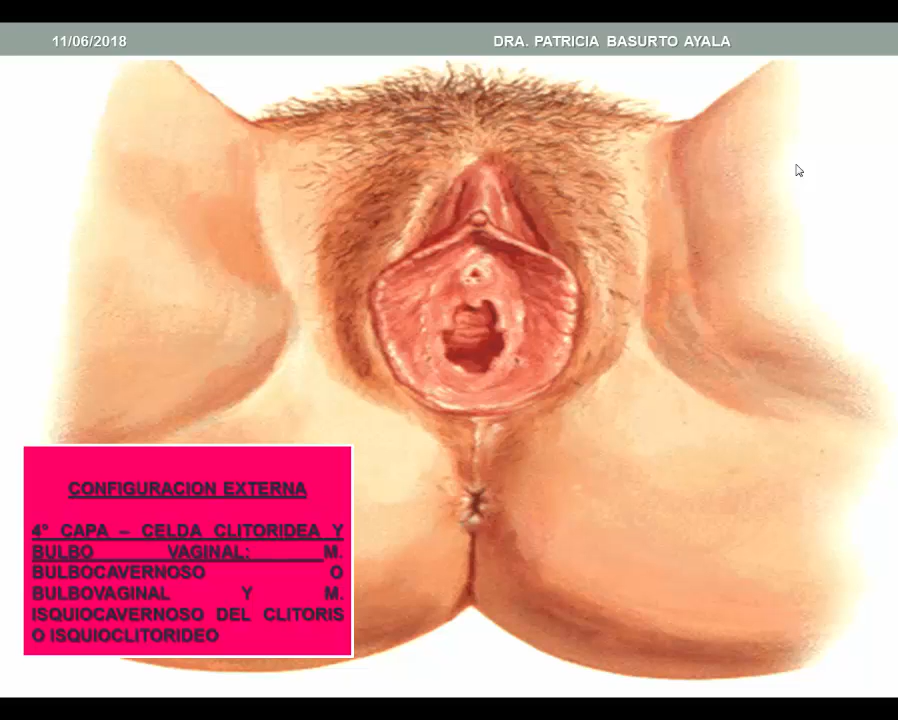 11/06/2018
DRA. PATRICIA BASURTO AYALA
CONFIGURACION EXTERNA
4° CAPA – CELDA CLITORIDEA Y
BULBO VAGINAL: M.
BULBOCAVERNOSO O
BULBOVAGINAL Y M.
ISQUIOCAVERNOSO DEL CLITORIS
O ISQUIOCLITORIDEO